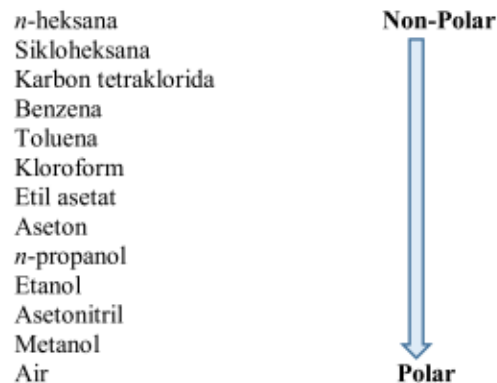 n-heksana Non-Polar
Sikloheksana
Karbon tetraklorida
Benzena
Toluena
Kloroform
Etil asetat
Aseton
n-propanol
Etanol
Asetonitril
Metanol
Air Polar